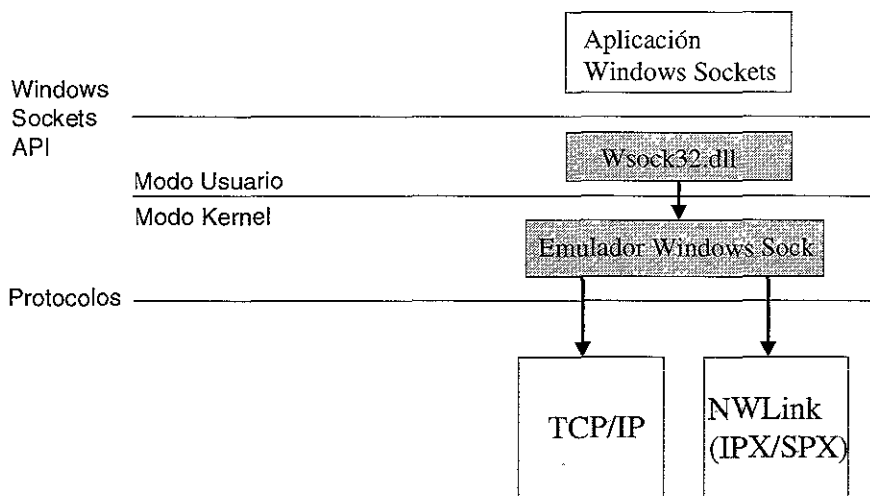 Aplicación
Windows Sockets
Windows
Sockets
API
Wsock32.dll
Modo Usuario
Modo Kernel
Emulador Windows Sock
Protocolos
TCP/IP
NWLink
(IPX/SPX)